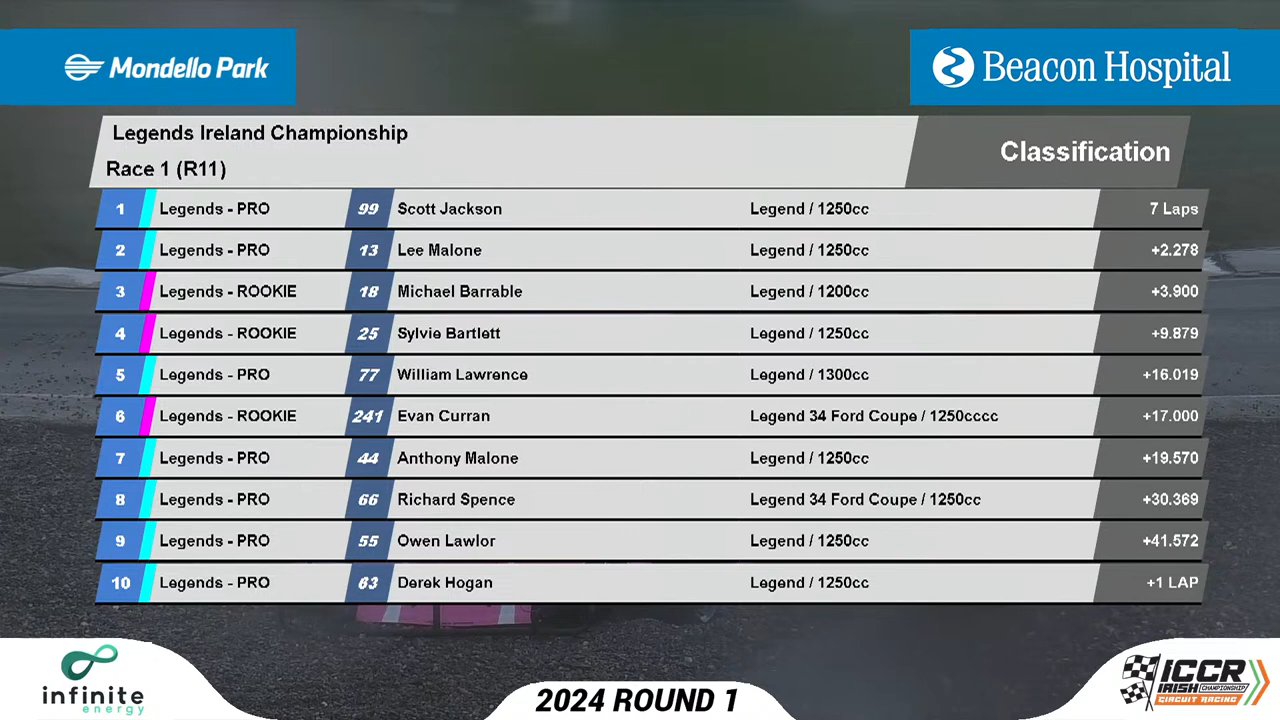 Mondello Park
Beacon Hospital
Legends Ireland Championship
Race 1 (R11)
Classification
1 Legends - PRO 99 Scott Jackson Legend / 1250cc 7 Laps
2 Legends - PRO 13 Lee Malone Legend / 1250cc +2.278
3 Legends - ROOKIE 18 Michael Barrable Legend / 1200cc +3.900
4 Legends - ROOKIE 25 Sylvie Bartlett Legend / 1250cc +9.879
5 Legends - PRO 77 William Lawrence Legend / 1300cc +16.019
6 Legends - ROOKIE 241 Evan Curran Legend 34 Ford Coupe / 1250cccc +17.000
7 Legends - PRO 44 Anthony Malone Legend / 1250cc +19.570
8 Legends - PRO 66 Richard Spence Legend 34 Ford Coupe / 1250cc +30.369
9 Legends - PRO 55 Owen Lawlor Legend / 1250cc +41.572
10 Legends - PRO 63 Derek Hogan Legend / 1250cc +1 LAP
infinite
energy
2024 ROUND 1
ICCR
IRISH CHAMPIONSHIP
CIRCUIT RACING